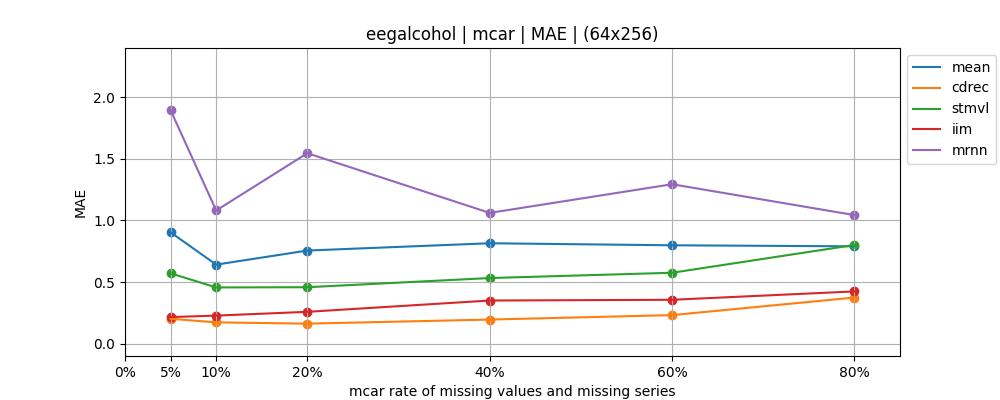 eegalcohol | mcar | MAE | (64x256)
MAE
2.0
1.5
1.0
0.5
0.0
0% 5% 10% 20% 40% 60% 80%
mcar rate of missing values and missing series
mean
cdrec
stmvl
iim
mrnn